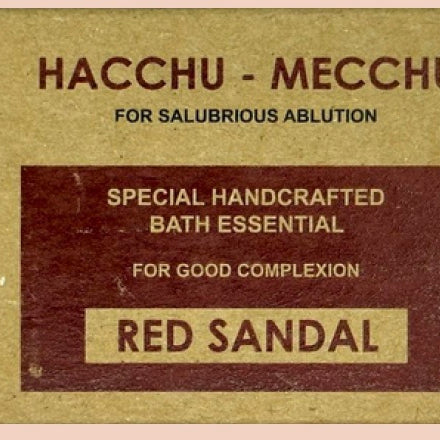 HACCHU - MECCHU
FOR SALUBRIOUS ABLUTION
SPECIAL HANDCRAFTED
BATH ESSENTIAL
FOR GOOD COMPLEXION
RED SANDAL